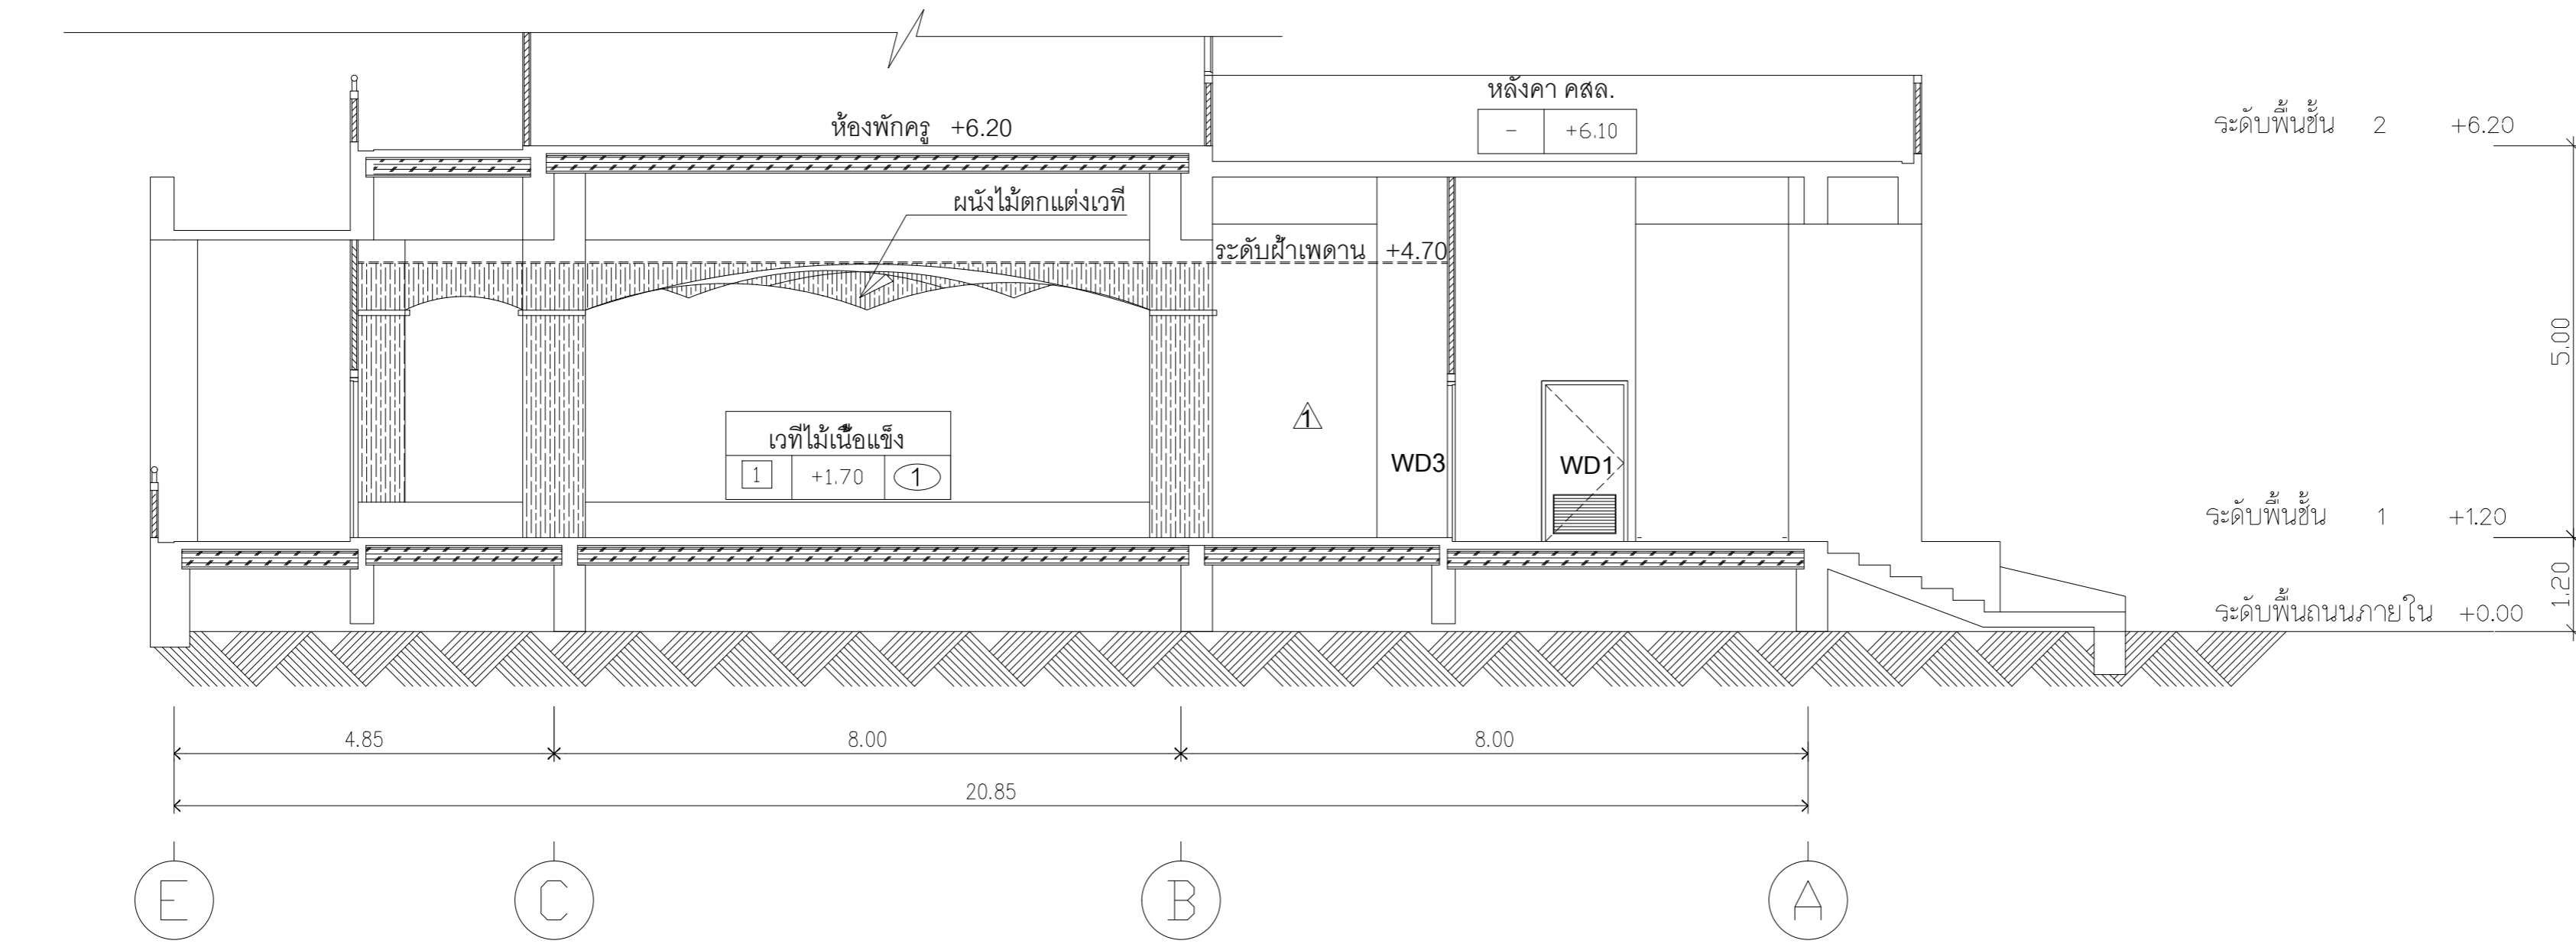 หลังคา คสล.
- +6.10
ห้องพักครู +6.20
ระดับพื้นชั้น 2 +6.20
ผนังไม้ตกแต่งเวที
ระดับฝ้าเพดาน +4.70
5.00
1
เวทีไม้เนื้อแข็ง
1 +1.70 1
WD3
WD1
ระดับพื้นชั้น 1 +1.20
1.20
ระดับพื้นถนนภายใน +0.00
4.85 8.00 8.00
20.85
E C B A